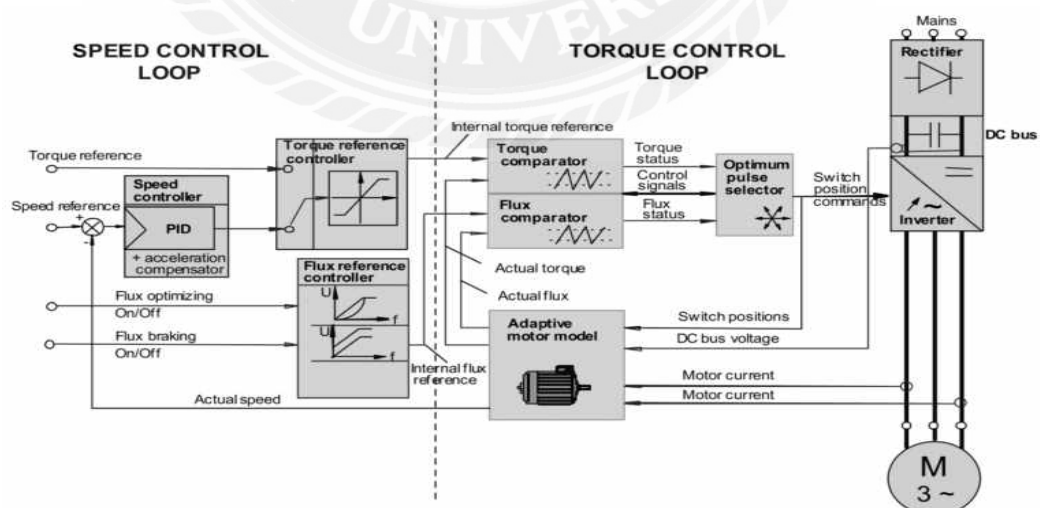 UNIVER
SPEED CONTROL
LOOP
TORQUE CONTROL
LOOP
Mains
Rectifier
DC bus
Inverter
Torque reference
Torque reference
controller
Internal torque reference
Torque
comparator
Torque
status
Control
signals
Flux
status
Flux
comparator
Optimum
pulse
selector
Switch
position
commands
Speed reference
+
-
Speed
controller
PID
+ acceleration
compensator
Flux reference
controller
U
f
U
f
Flux optimizing
On/Off
Flux braking
On/Off
Actual torque
Actual flux
Internal flux
reference
Adaptive
motor model
Switch positions
DC bus voltage
Motor current
Motor current
Actual speed
M
3 ~